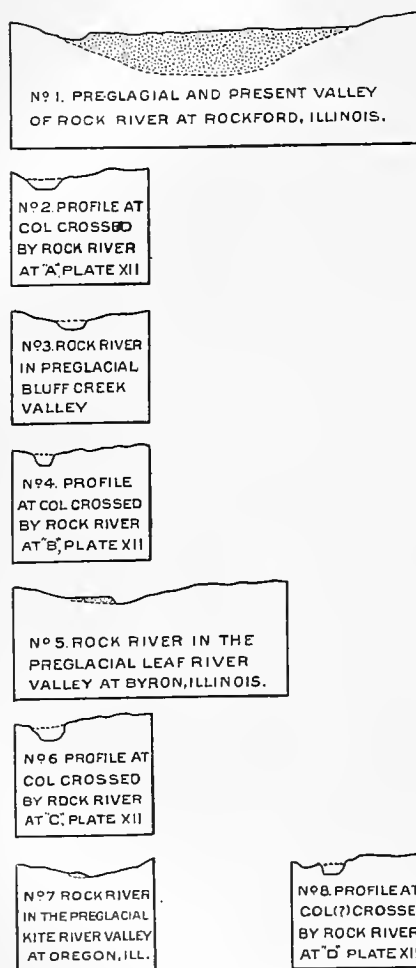 Nº 1. PREGLACIAL AND PRESENT VALLEY
OF ROCK RIVER AT ROCKFORD, ILLINOIS.
Nº 2. PROFILE AT
COL CROSSED
BY ROCK RIVER
AT "A", PLATE XII
Nº 3. ROCK RIVER
IN PREGLACIAL
BLUFF CREEK
VALLEY
Nº 4. PROFILE
AT COL CROSSED
BY ROCK RIVER
AT "B", PLATE XII
Nº 5. ROCK RIVER IN THE
PREGLACIAL LEAF RIVER
VALLEY AT BYRON, ILLINOIS.
Nº 6 PROFILE AT
COL CROSSED
BY ROCK RIVER
AT "C", PLATE XII
Nº 7 ROCK RIVER
IN THE PREGLACIAL
KITE RIVER VALLEY
AT OREGON, ILL.
Nº 8. PROFILE AT
COL(?) CROSSE
BY ROCK RIVER
AT "D" PLATE XI